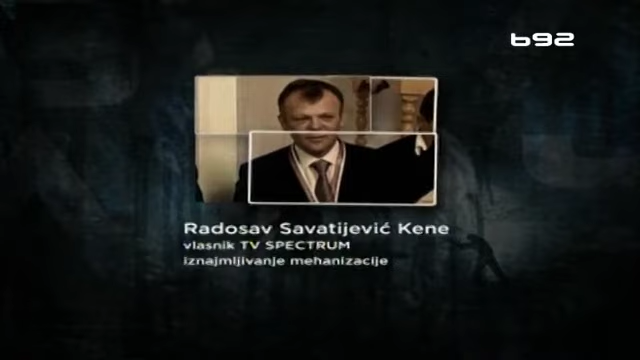 b92
Radosav Savatijević Kene
vlasnik TV SPECTRUM
iznajmljivanje mehanizacije